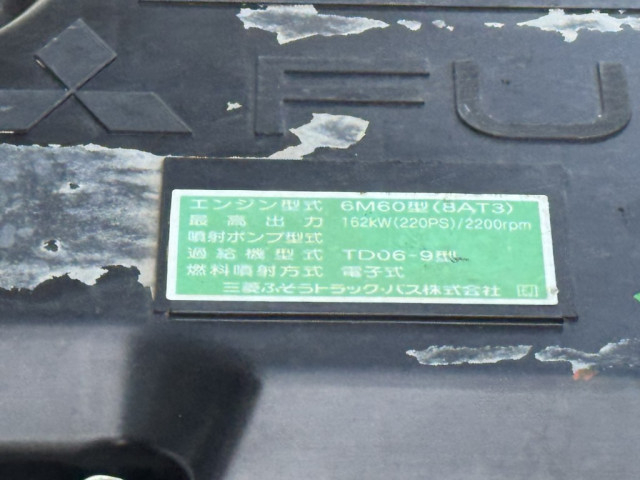 FU
エンジン型式 6M60型(8AT3)
最高出力 162kW(220PS)/2200rpm
噴射ポンプ型式
過給機型式 TD06-9型
燃料噴射方式 電子式
三菱ふそうトラック・バス株式会社